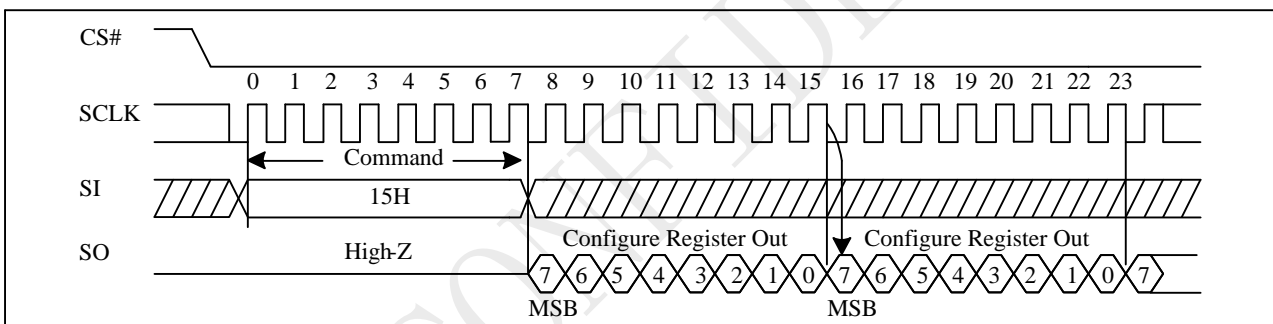 CS#
0 1 2 3 4 5 6 7 8 9 10 11 12 13 14 15 16 17 18 19 20 21 22 23
SCLK
Command
SI
15H
Configure Register Out Configure Register Out
SO
High-Z
7 6 5 4 3 2 1 0 7 6 5 4 3 2 1 0 7
MSB MSB